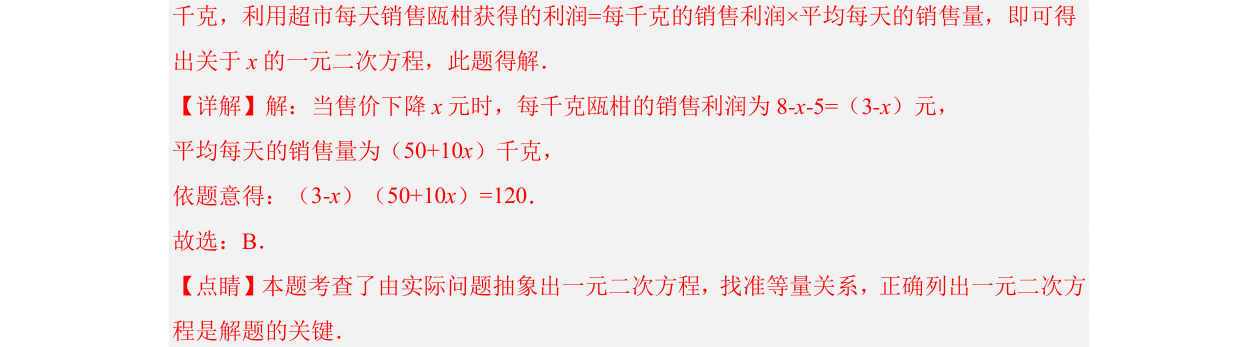 千克，利用超市每天销售瓯柑获得的利润=每千克的销售利润×平均每天的销售量，即可得
出关于 x 的一元二次方程，此题得解．
【详解】解：当售价下降 x 元时，每千克瓯柑的销售利润为 8-x-5=（3-x）元，
平均每天的销售量为（50+10x）千克，
依题意得：（3-x）（50+10x）=120．
故选：B．
【点睛】本题考查了由实际问题抽象出一元二次方程，找准等量关系，正确列出一元二次方
程是解题的关键．